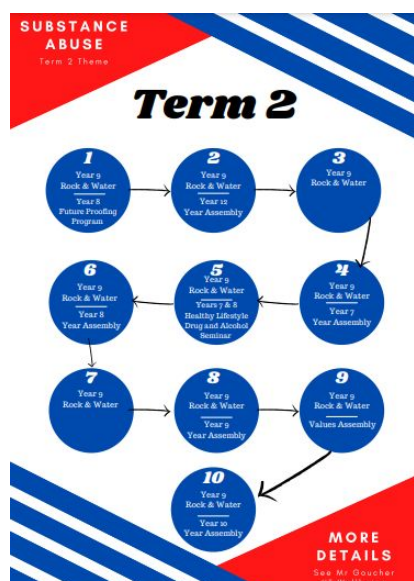 SUBSTANCE
ABUSE
Term 2 Theme
Term 2
1
Year 9
Rock & Water
Year 8
Future Proofing
Program
2
Year 9
Rock & Water
Year 12
Year Assembly
3
Year 9
Rock & Water
4
Year 9
Rock & Water
Year 7
Year Assembly
5
Year 9
Rock & Water
Years 7 & 8
Healthy Lifestyle
Drug and Alcohol
Seminar
6
Year 9
Rock & Water
Year 8
Year Assembly
7
Year 9
Rock & Water
8
Year 9
Rock & Water
Year 9
Year Assembly
9
Year 9
Rock & Water
Values Assembly
10
Year 9
Rock & Water
Year 10
Year Assembly
MORE
DETAILS
See Mr Goucher